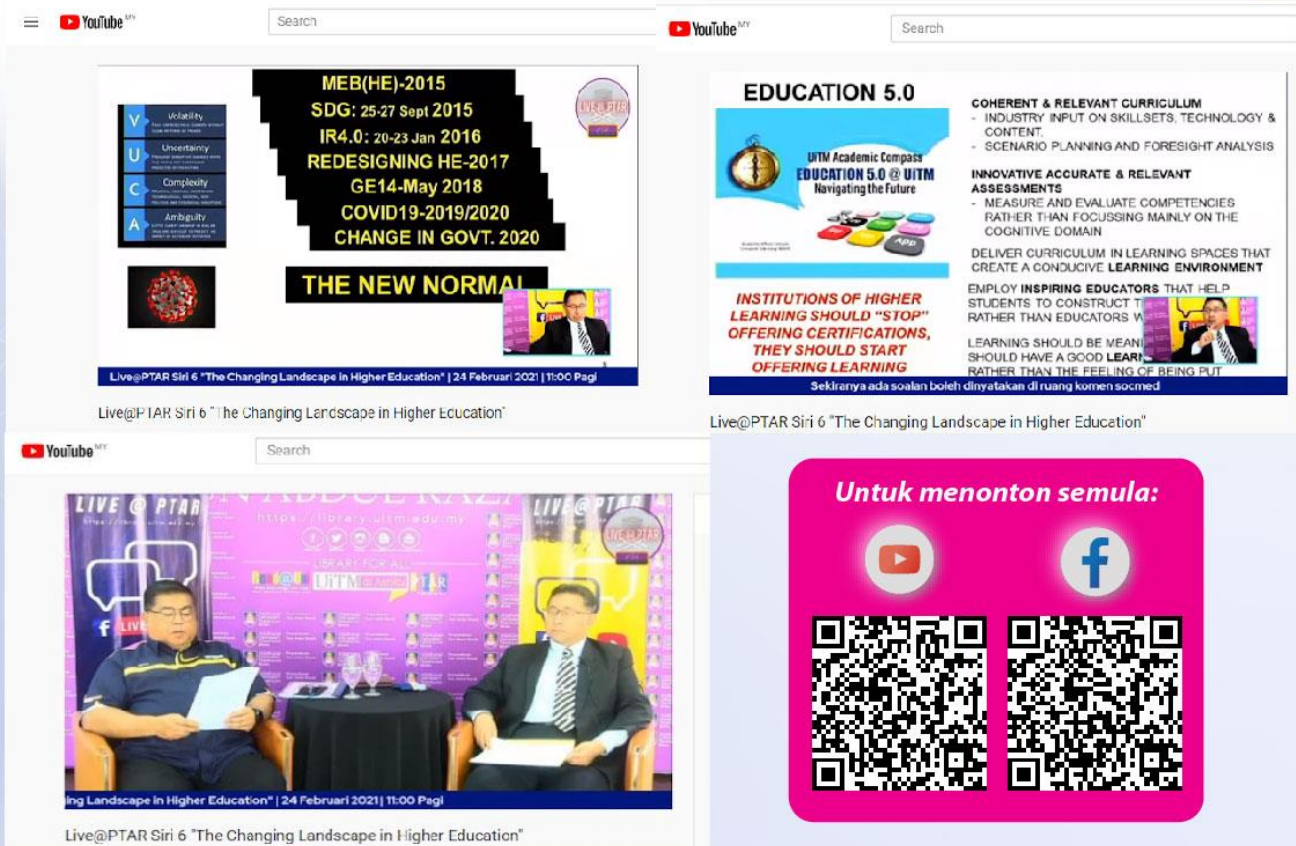 YouTube MY
Search
V
Volatility
U
Uncertainty
C
Complexity
A
Ambiguity
MEB(HE)-2015
SDG: 25-27 Sept 2015
IR4.0: 20-23 Jan 2016
REDESIGNING HE-2017
GE14-May 2018
COVID19-2019/2020
CHANGE IN GOVT. 2020
THE NEW NORMAL
LIVE@PTAR
Live@PTAR Siri 6 "The Changing Landscape in Higher Education" | 24 Februari 2021 | 11:00 Pagi
Live@PTAR Siri 6 "The Changing Landscape in Higher Education"
YouTube MY
Search
EDUCATION 5.0
UiTM Academic Compass
EDUCATION 5.0 @ UiTM
Navigating the Future
APP
INSTITUTIONS OF HIGHER
LEARNING SHOULD "STOP"
OFFERING CERTIFICATIONS,
THEY SHOULD START
OFFERING LEARNING
COHERENT & RELEVANT CURRICULUM
- INDUSTRY INPUT ON SKILLSETS, TECHNOLOGY &
CONTENT.
- SCENARIO PLANNING AND FORESIGHT ANALYSIS
INNOVATIVE ACCURATE & RELEVANT
ASSESSMENTS
- MEASURE AND EVALUATE COMPETENCIES
RATHER THAN FOCUSSING MAINLY ON THE
COGNITIVE DOMAIN
DELIVER CURRICULUM IN LEARNING SPACES THAT
CREATE A CONDUCIVE LEARNING ENVIRONMENT
EMPLOY INSPIRING EDUCATORS THAT HELP
STUDENTS TO CONSTRUCT
RATHER THAN EDUCATORS
LEARNING SHOULD BE
SHOULD HAVE A GOOD
RATHER THAN THE FEELING OF BEING PUT
Sekiranya ada soalan boleh dinyatakan di ruang komen socmed
Live@PTAR Siri 6 "The Changing Landscape in Higher Education"
YouTube MY
Search
LIVE @ PTAR
ABDUL
https://library.uitm.edu.my
LIBRARY FOR ALL
UiTM
PTAR
LIVE@PTAR
LIVE@PTAR
f LIVE
ing Landscape in Higher Education" | 24 Februari 2021 | 11:00 Pagi
Live@PTAR Siri 6 "The Changing Landscape in Higher Education"
Untuk menonton semula: